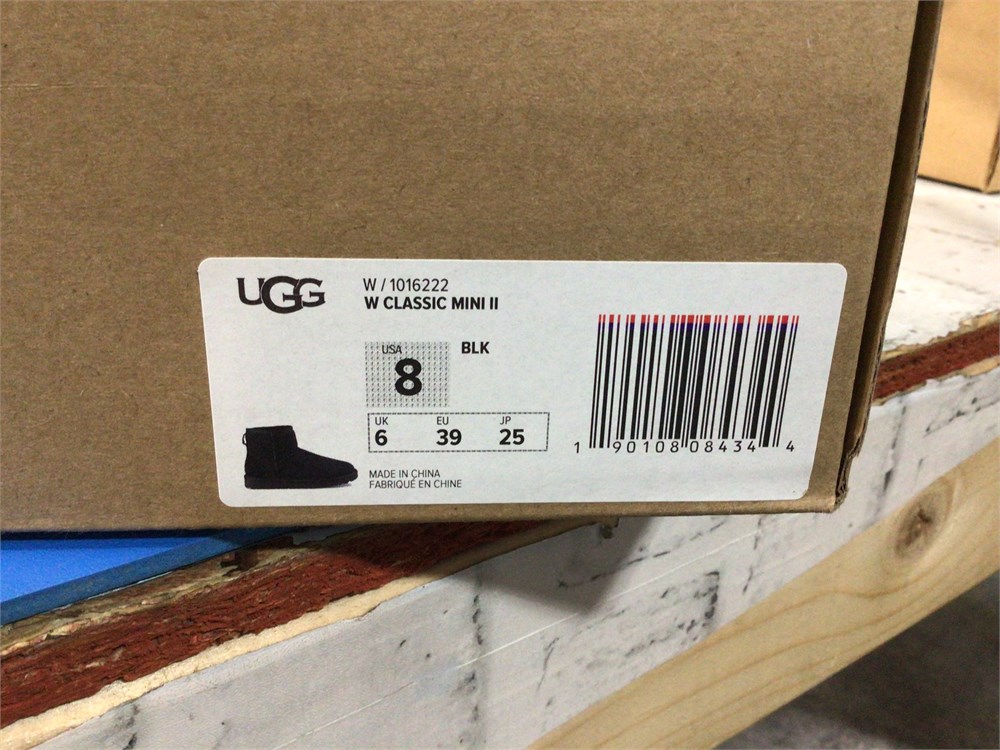 UGG
W / 1016222
W CLASSIC MINI II
USA
8
BLK
UK EU JP
6 39 25
MADE IN CHINA
FABRIQUÉ EN CHINE
1 90108 08434 4